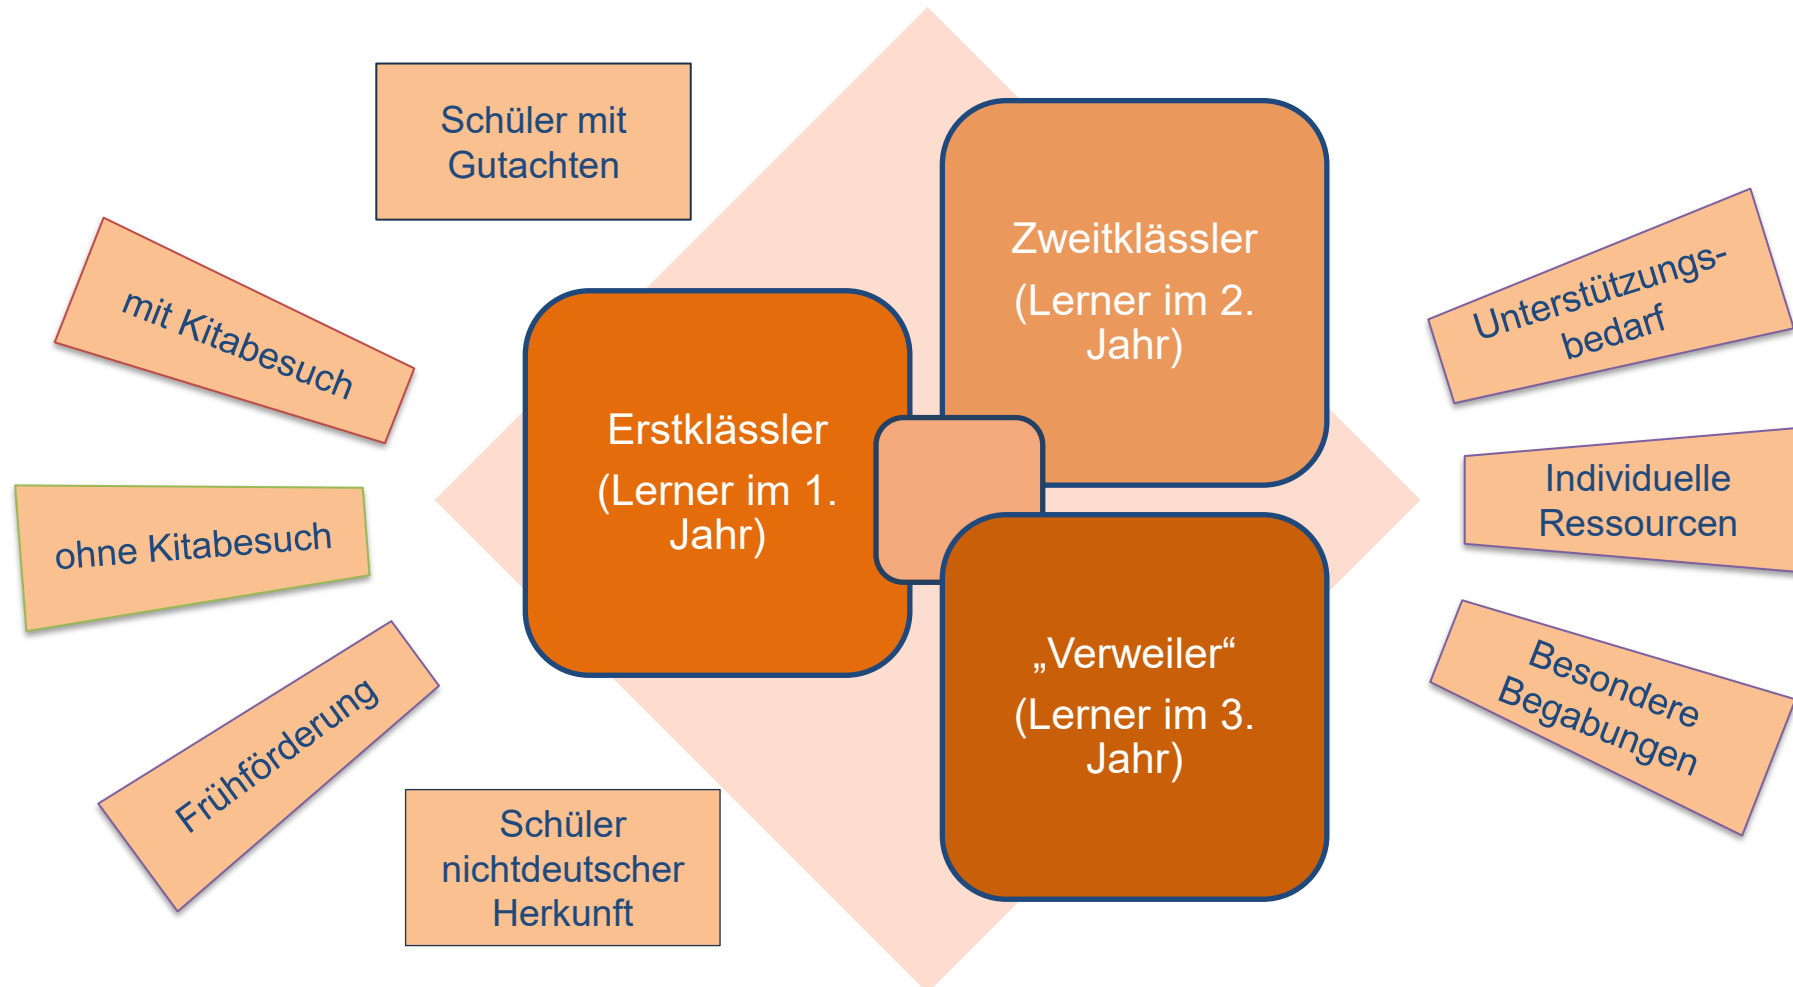 Schüler mit
Gutachten
mit Kitabesuch
ohne Kitabesuch
Frühförderung
Schüler
nichtdeutscher
Herkunft
Erstklässler
(Lerner im 1.
Jahr)
Zweitklässler
(Lerner im 2.
Jahr)
„Verweiler“
(Lerner im 3.
Jahr)
Unterstützungs-
bedarf
Individuelle
Ressourcen
Besondere
Begabungen